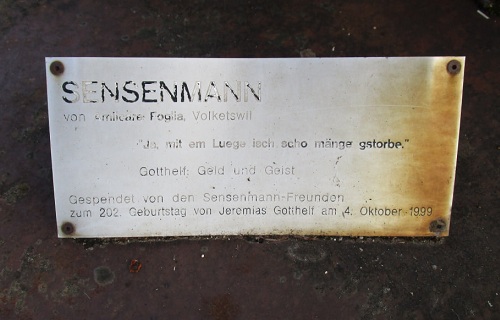 SENSENMANN
von Amilcare Foglia, Volketswil
"Ja, mit em Luege isch scho mänge gstorbe."
Gotthelf: Geld und Geist
Gespendet von den Sensenmann-Freunden
zum 202. Geburtstag von Jeremias Gotthelf am 4. Oktober 1999